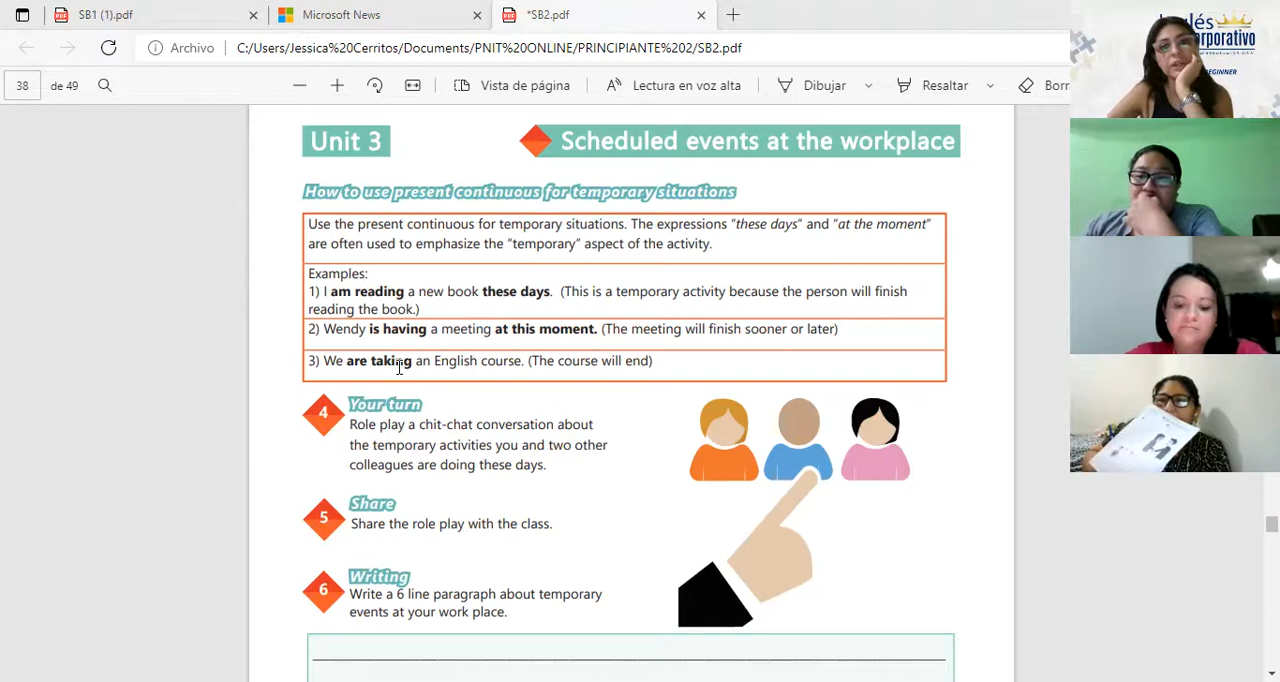 SB1 (1).pdf
Microsoft News
*SB2.pdf
Archivo
C:/Users/Jessica%20Cerritos/Documents/PNIT%20ONLINE/PRINCIPIANTE%202/SB2.pdf
38
de 49
Vista de página
Lectura en voz alta
Dibujar
Resaltar
Borr
Unit 3
Scheduled events at the workplace
How to use present continuous for temporary situations
Use the present continuous for temporary situations. The expressions "these days" and "at the moment"
are often used to emphasize the "temporary" aspect of the activity.
Examples:
1) I am reading a new book these days. (This is a temporary activity because the person will finish
reading the book.)
2) Wendy is having a meeting at this moment. (The meeting will finish sooner or later)
3) We are taking an English course. (The course will end)
4
Your turn
Role play a chit-chat conversation about
the temporary activities you and two other
colleagues are doing these days.
5
Share
Share the role play with the class.
6
Writing
Write a 6 line paragraph about temporary
events at your work place.